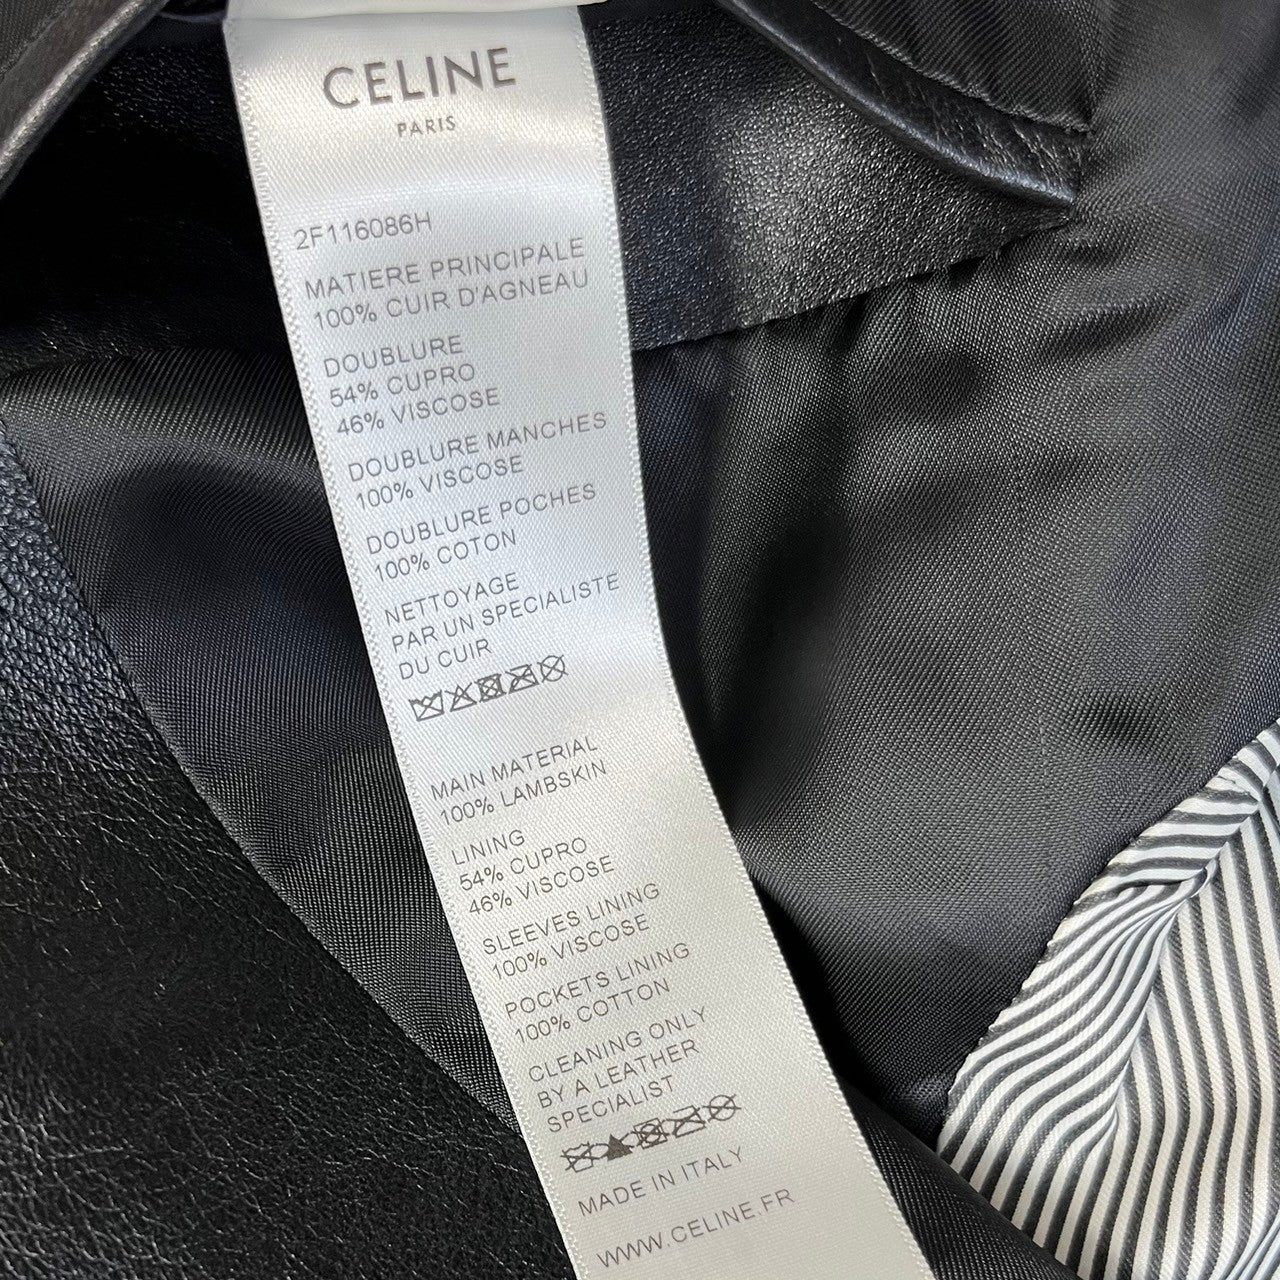 CELINE
PARIS
2F116086H
MATIERE PRINCIPALE
100% CUIR D'AGNEAU
DOUBLURE
54% CUPRO
46% VISCOSE
DOUBLURE MANCHES
100% VISCOSE
DOUBLURE POCHES
100% COTON
NETTOYAGE
PAR UN SPECIALISTE
DU CUIR
MAIN MATERIAL
100% LAMBSKIN
LINING
54% CUPRO
46% VISCOSE
SLEEVES LINING
100% VISCOSE
POCKETS LINING
100% COTTON
CLEANING ONLY
BY A LEATHER
SPECIALIST
MADE IN ITALY
WWW.CELINE.FR